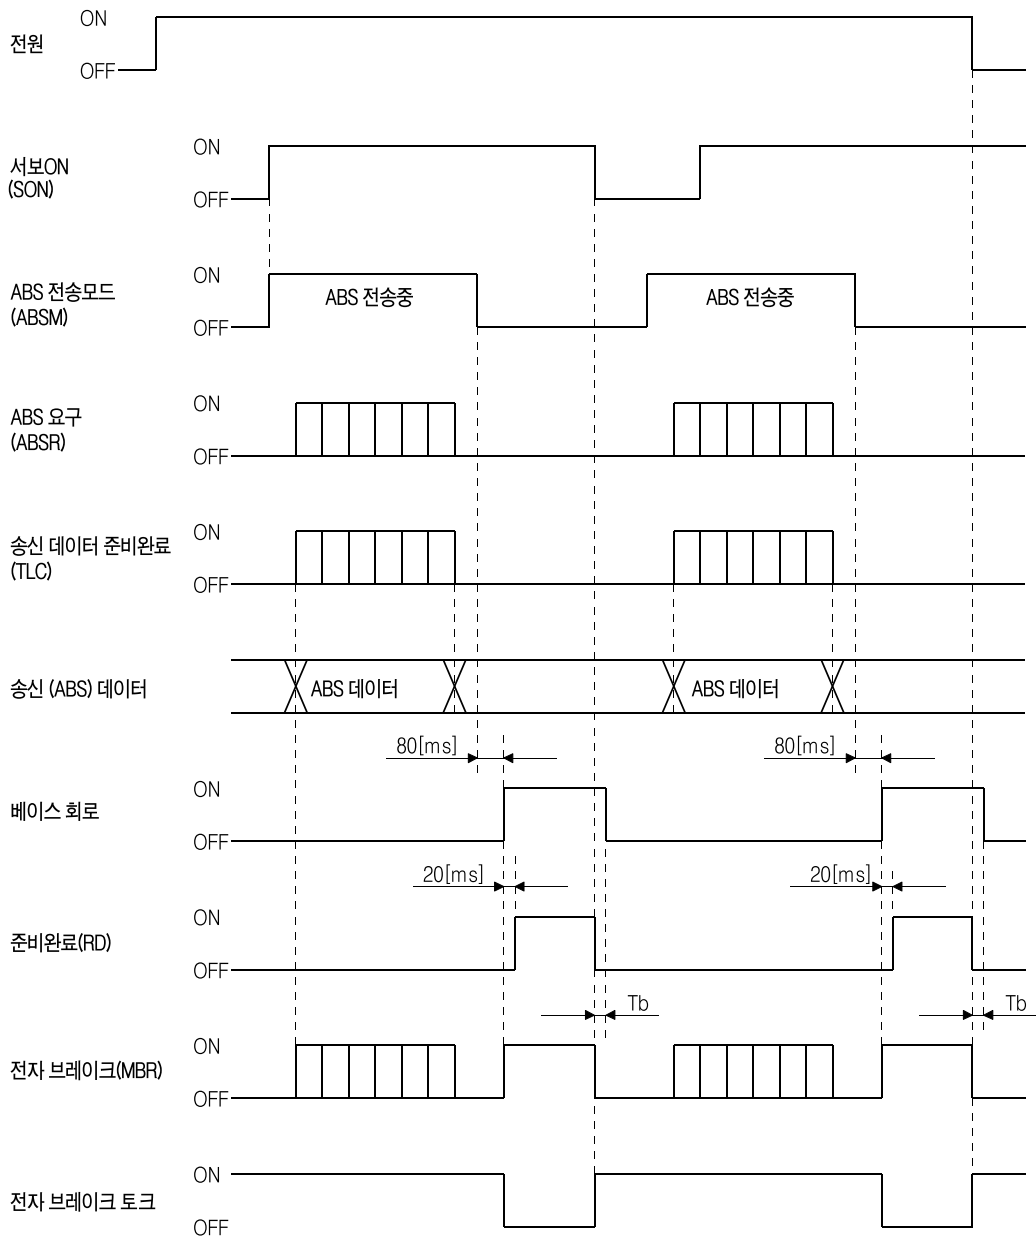 ON
전원
OFF
ON
서보ON
(SON)
OFF
ON
ABS 전송모드
(ABSM)
ABS 전송중
ABS 전송중
OFF
ON
ABS 요구
(ABSR)
OFF
ON
송신 데이터 준비완료
(TLC)
OFF
송신 (ABS) 데이터
ABS 데이터
ABS 데이터
80[ms]
80[ms]
ON
베이스 회로
OFF
20[ms]
20[ms]
ON
준비완료(RD)
OFF
Tb
Tb
ON
전자 브레이크(MBR)
OFF
ON
전자 브레이크 토크
OFF